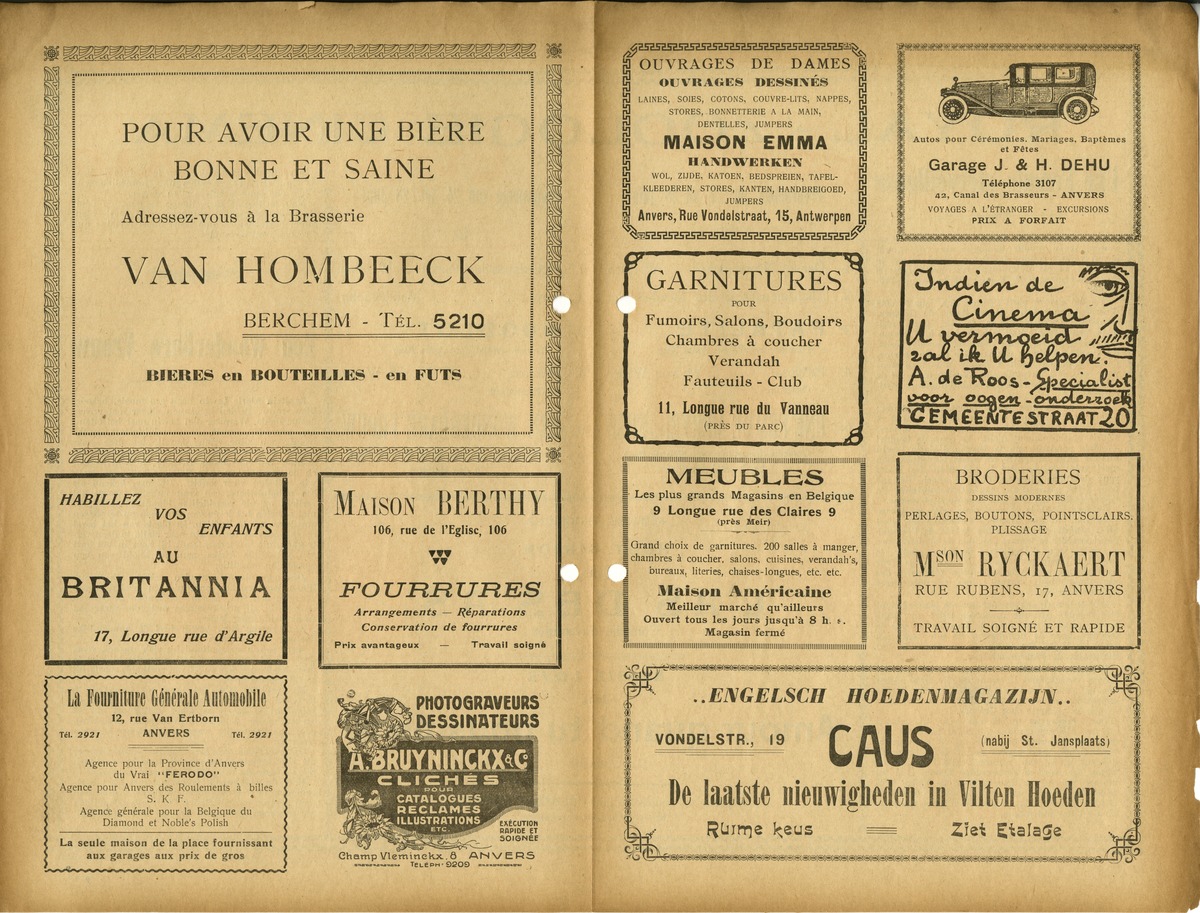 POUR AVOIR UNE BIÈRE
BONNE ET SAINE
Adressez-vous à la Brasserie
VAN HOMBEECK
BERCHEM - TÉL. 5210
BIERES en BOUTEILLES - en FUTS
HABILLEZ
VOS
ENFANTS
AU
BRITANNIA
17, Longue rue d'Argile
MAISON BERTHY
106, rue de l'Eglise, 106
FOURRURES
Arrangements — Réparations
Conservation de fourrures
Prix avantageux — Travail soigné
La Fourniture Générale Automobile
12, rue Van Ertborn
Tél. 2921 ANVERS Tél. 2921
Agence pour la Province d'Anvers
du Vrai "FERODO"
Agence pour Anvers des Roulements à billes
S. K. F.
Agence générale pour la Belgique du
Diamond et Noble's Polish
La seule maison de la place fournissant
aux garages aux prix de gros
PHOTOGRAVEURS
DESSINATEURS
A. BRUYNINCKX & Co
CLICHÉS
POUR
CATALOGUES
RECLAMES
ILLUSTRATIONS
ETC.
EXÉCUTION
RAPIDE ET
SOIGNÉE
Champ Vleminckx. 8 ANVERS
TELEPH. 9209
OUVRAGES DE DAMES
OUVRAGES DESSINÉS
LAINES, SOIES, COTONS, COUVRE-LITS, NAPPES,
STORES, BONNETTERIE A LA MAIN,
DENTELLES, JUMPERS
MAISON EMMA
HANDWERKEN
WOL, ZIJDE, KATOEN, BEDSPREIEN, TAFEL-
KLEEDEREN, STORES, KANTEN, HANDBREIGOED,
JUMPERS
Anvers, Rue Vondelstraat, 15, Antwerpen
Autos pour Cérémonies, Mariages, Baptêmes
et Fêtes
Garage J. & H. DEHU
Téléphone 3107
42, Canal des Brasseurs - ANVERS
VOYAGES A L'ÉTRANGER - EXCURSIONS
PRIX A FORFAIT
GARNITURES
POUR
Fumoirs, Salons, Boudoirs
Chambres à coucher
Verandah
Fauteuils - Club
11, Longue rue du Vanneau
(PRÈS DU PARC)
Indien de
Cinema
U vermoeid
zal ik U helpen.
A. de Roos - Specialist
voor oogen - onderzoek
GEMEENTESTRAAT 20
MEUBLES
Les plus grands Magasins en Belgique
9 Longue rue des Claires 9
(près Meir)
Grand choix de garnitures. 200 salles à manger,
chambres à coucher, salons, cuisines, verandah's,
bureaux, literies, chaises-longues, etc. etc.
Maison Américaine
Meilleur marché qu'ailleurs
Ouvert tous les jours jusqu'à 8 h. s.
Magasin fermé
BRODERIES
DESSINS MODERNES
PERLAGES, BOUTONS, POINTSCLAIRS,
PLISSAGE
MSON RYCKAERT
RUE RUBENS, 17, ANVERS
TRAVAIL SOIGNÉ ET RAPIDE
..ENGELSCH HOEDENMAGAZIJN..
VONDELSTR., 19 CAUS (nabij St. Jansplaats)
De laatste nieuwigheden in Vilten Hoeden
Ruime keus Ziet Etalage